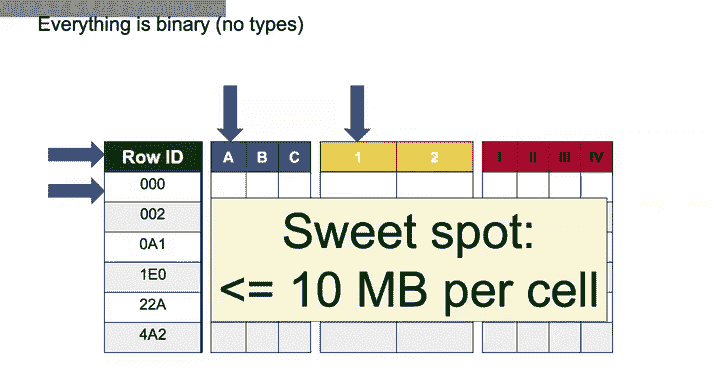 Everything is binary (no types)
Row ID A B C 1 2 I II III IV
000
002
0A1
1E0
22A
4A2
Sweet spot:
<= 10 MB per cell